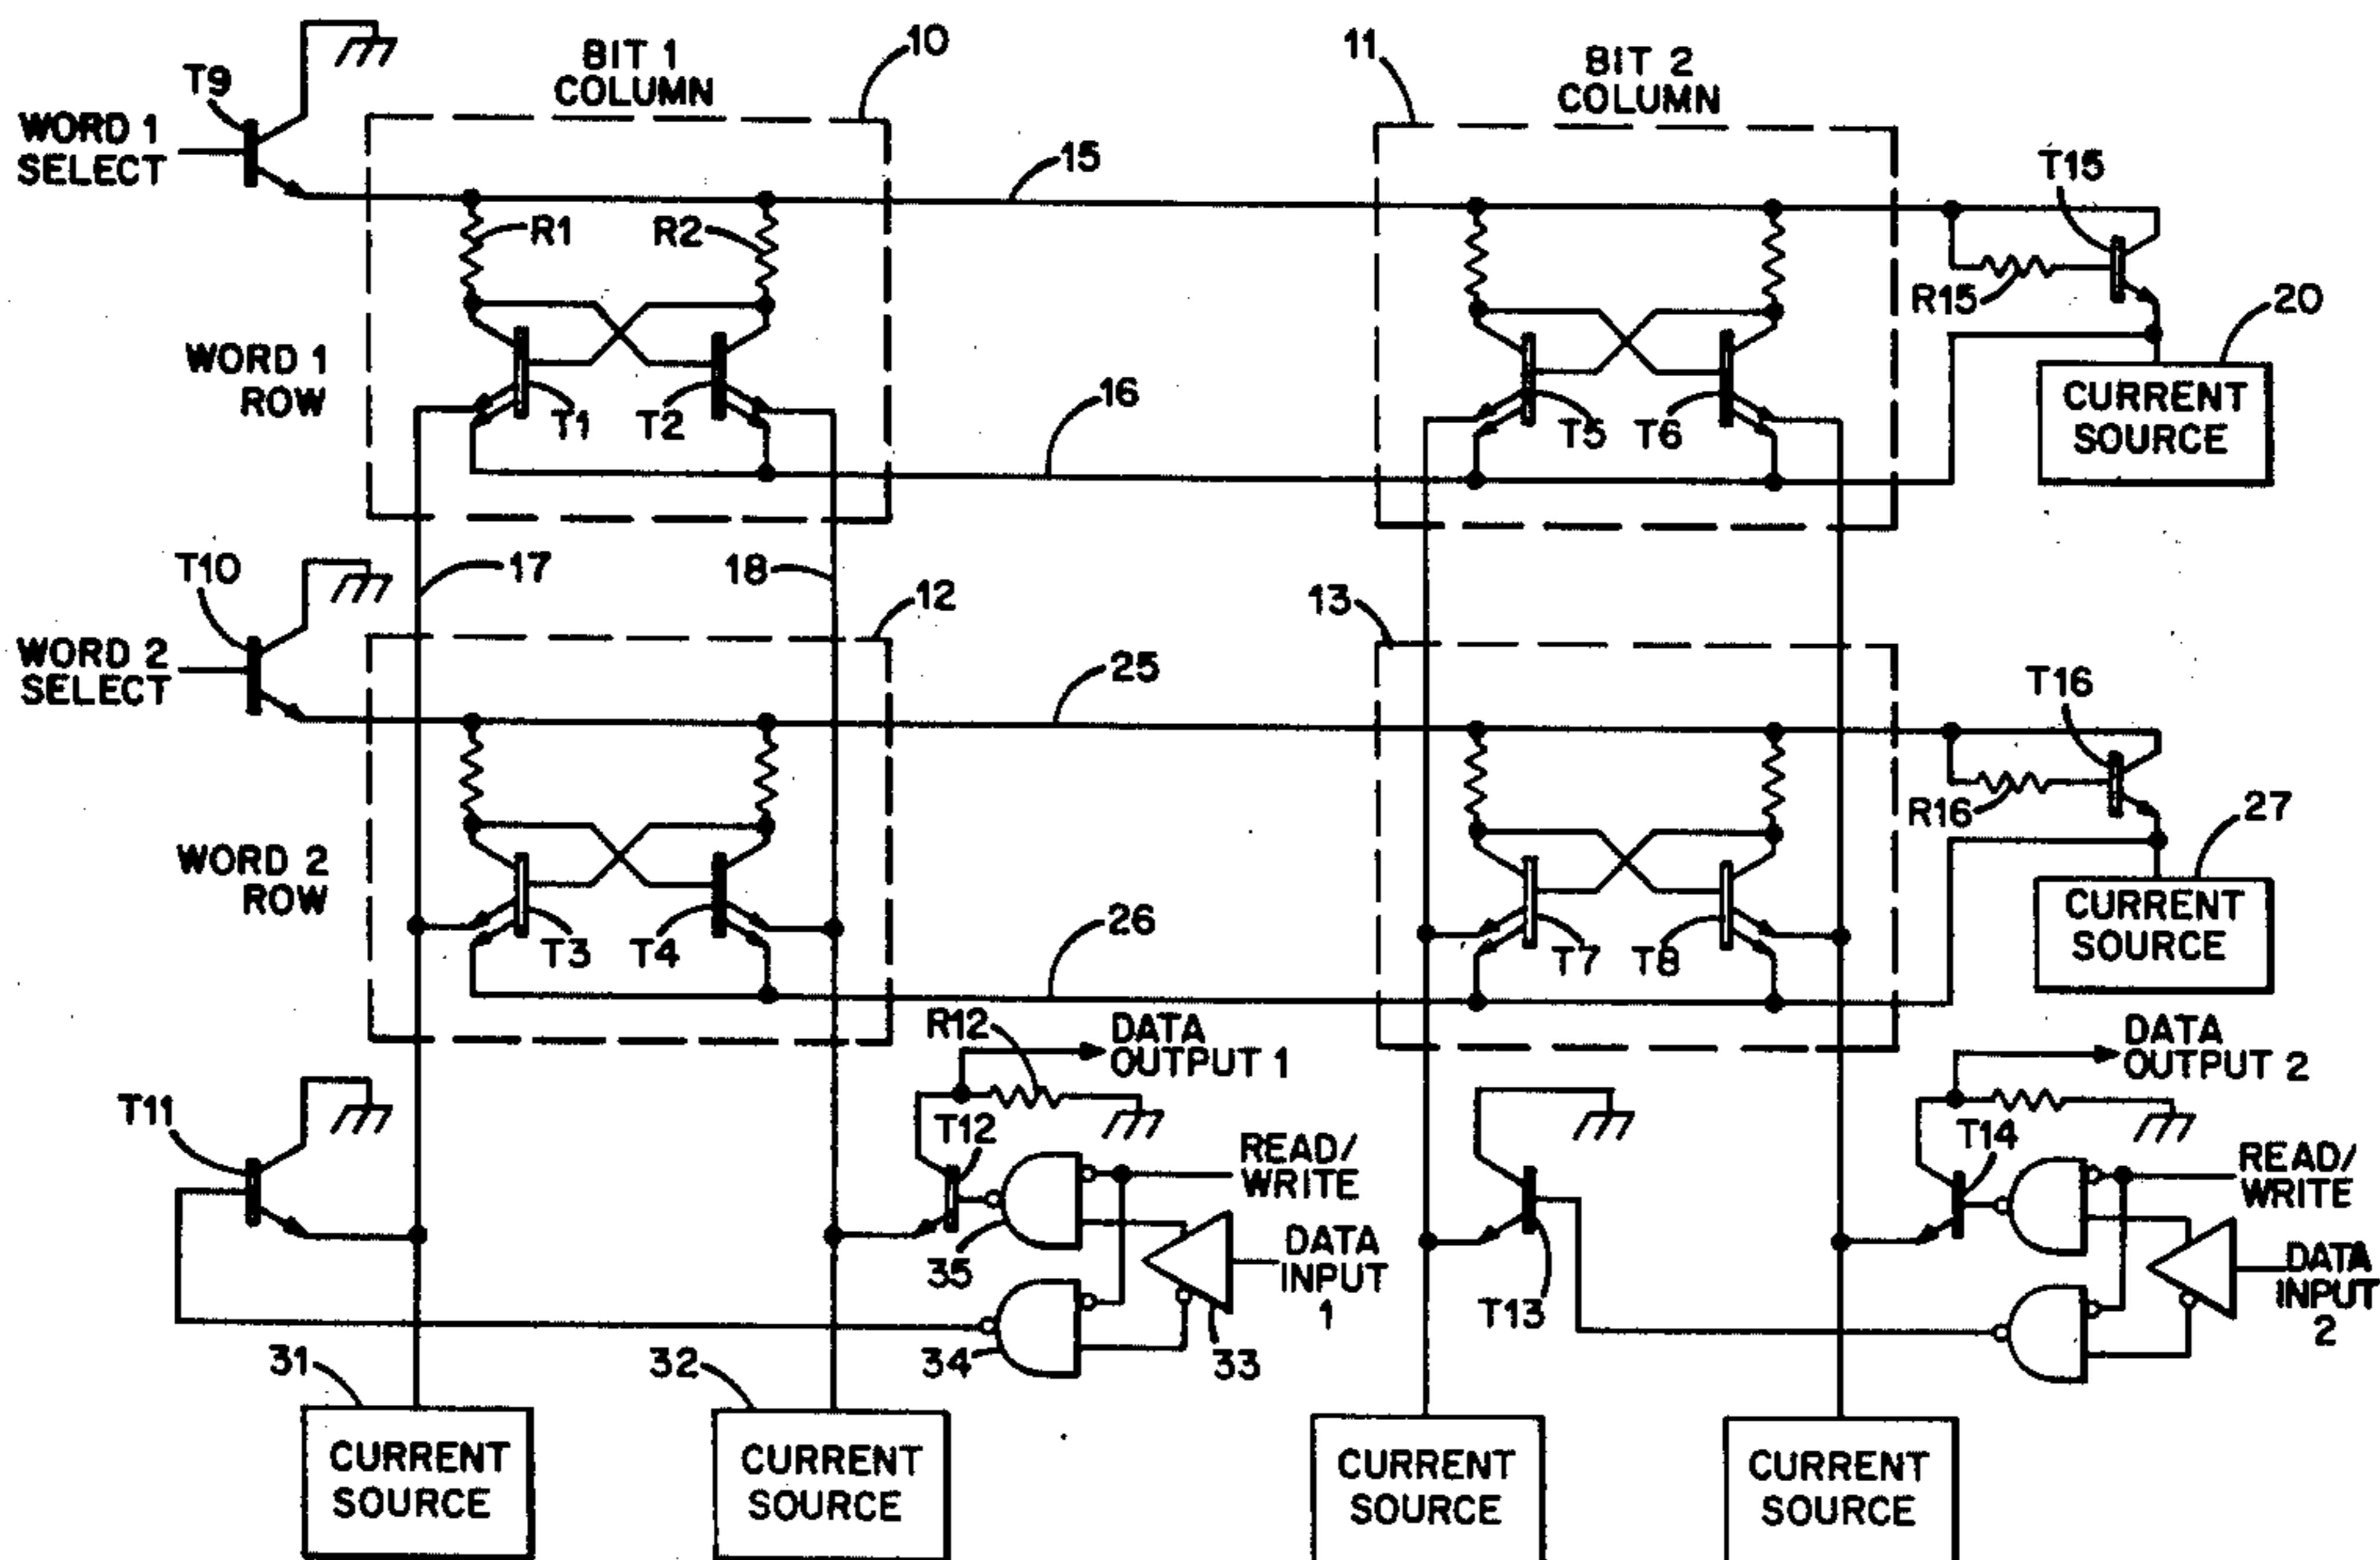 10
11
BIT 1
COLUMN
BIT 2
COLUMN
T9
WORD 1
SELECT
15
T15
R1
R2
R15
20
WORD 1
ROW
16
CURRENT
SOURCE
T1
T2
T5
T6
T10
17
18
12
13
WORD 2
SELECT
25
T16
R16
27
WORD 2
ROW
26
CURRENT
SOURCE
T3
T4
T7
T8
R12
DATA
OUTPUT 1
DATA
OUTPUT 2
T11
T12
READ/
WRITE
T14
READ/
WRITE
35
DATA
INPUT
1
T13
DATA
INPUT
2
31
32
34
33
CURRENT
SOURCE
CURRENT
SOURCE
CURRENT
SOURCE
CURRENT
SOURCE